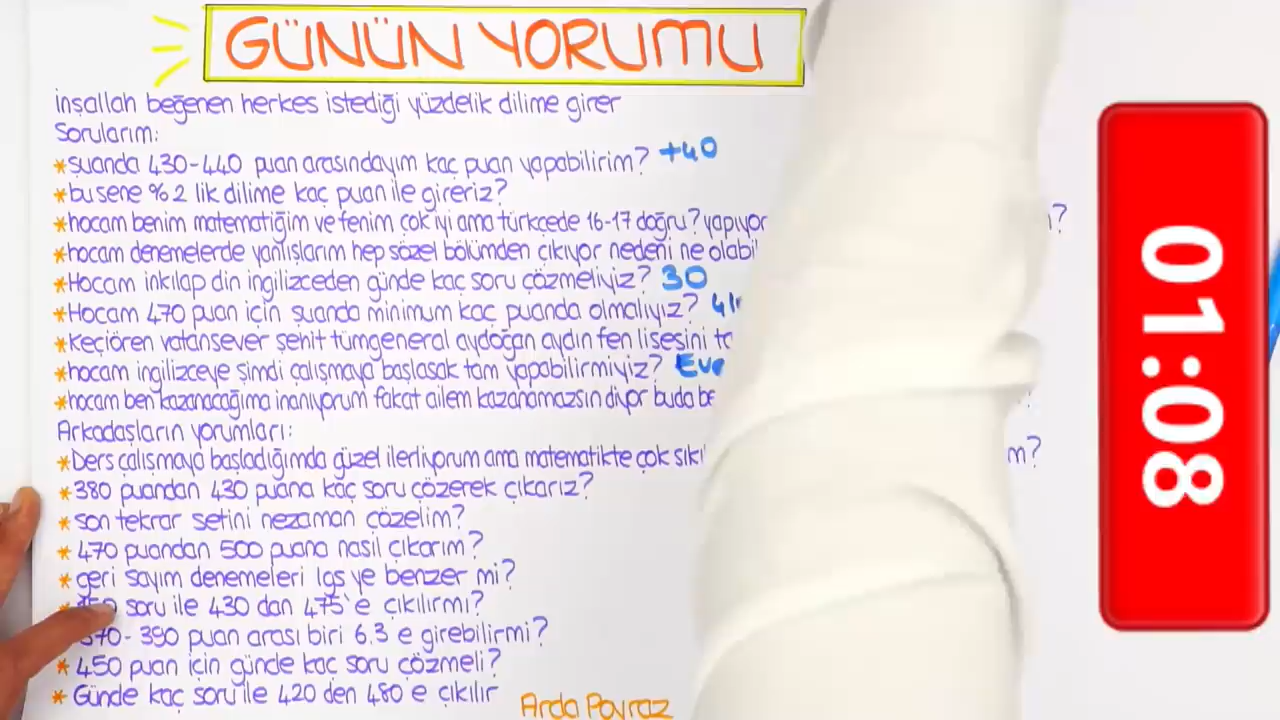 GÜNÜN YORUMU
inşallah beğenen herkes istediği yüzdelik dilime girer
Sorularım:
*şuanda 430-440 puan arasındayım kaç puan yapabilirim? +40
*bu sene %2 lik dilime kaç puan ile gireriz?
*hocam benim matematiğim ve fenim çok iyi ama türkçede 16-17 doğru? yapıyor
*hocam denemelerde yanlışlarım hep sözel bölümden çıkıyor nedeni ne
*Hocam inkılap din ingilizceden günde kaç soru çözmeliyiz? 30
*Hocam 470 puan için şuanda minimum kaç puanda olmalıyız?
*keçiören vatansever şehit tümgeneral aydoğan aydın fen lisesini
*hocam ingilizceye şimdi çalışmaya başlasak tam yapabilirmiyiz?
*hocam ben kazanacağıma inanıyorum fakat ailem kazanamazsın diyor buda
Arkadaşların yorumları:
*Ders çalışmaya başladığımda güzel ilerliyorum ama matematikte çok
*380 puandan 430 puana kaç soru çözerek çıkarız?
*son tekrar setini nezaman çözelim?
*470 puandan 500 puana nasıl çıkarım?
*geri sayım denemeleri lgs ye benzer mi?
* soru ile 430 dan 475'e çıkılırmı?
390 puan arası biri 6.3 e girebilirmi?
*450 puan için günde kaç soru çözmeli?
*Günde kaç soru ile 420 den 480 e çıkılır
Arda Poyraz
01:08